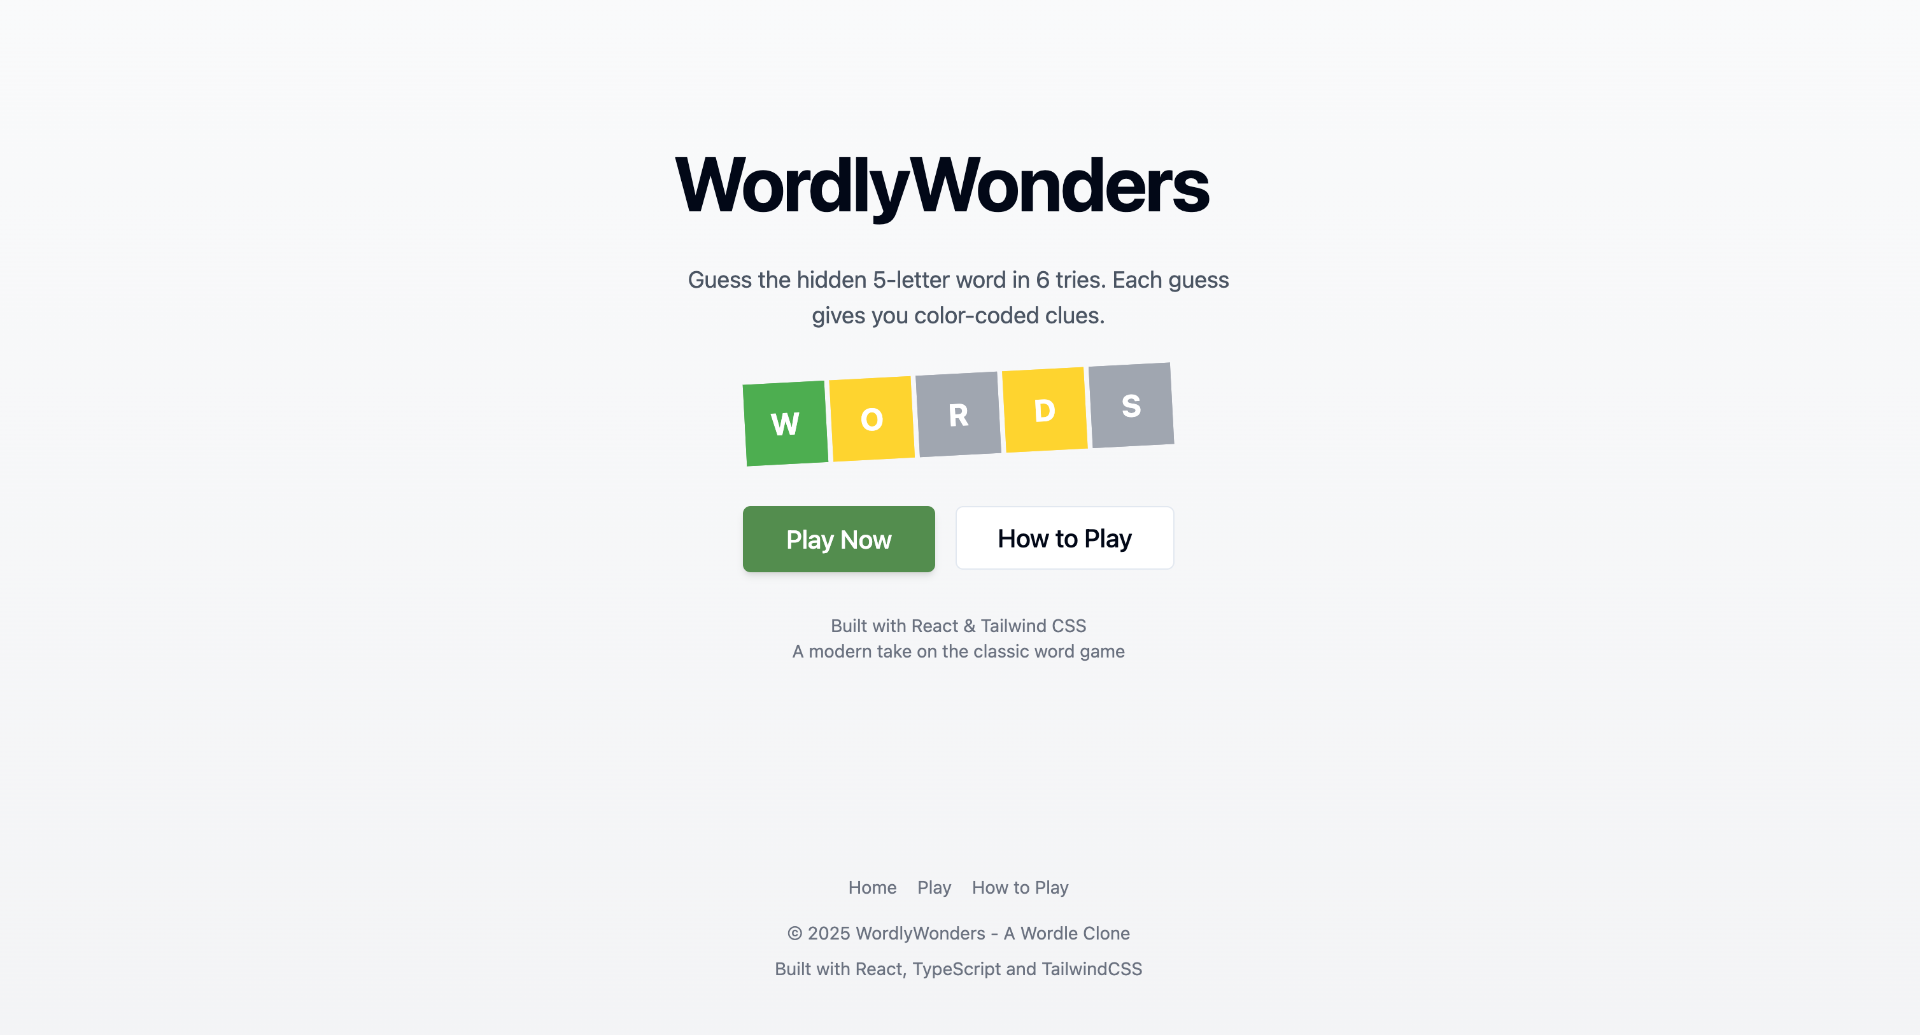 WordlyWonders
Guess the hidden 5-letter word in 6 tries. Each guess
gives you color-coded clues.
W O R D S
Play Now How to Play
Built with React & Tailwind CSS
A modern take on the classic word game
Home Play How to Play
© 2025 WordlyWonders - A Wordle Clone
Built with React, TypeScript and TailwindCSS